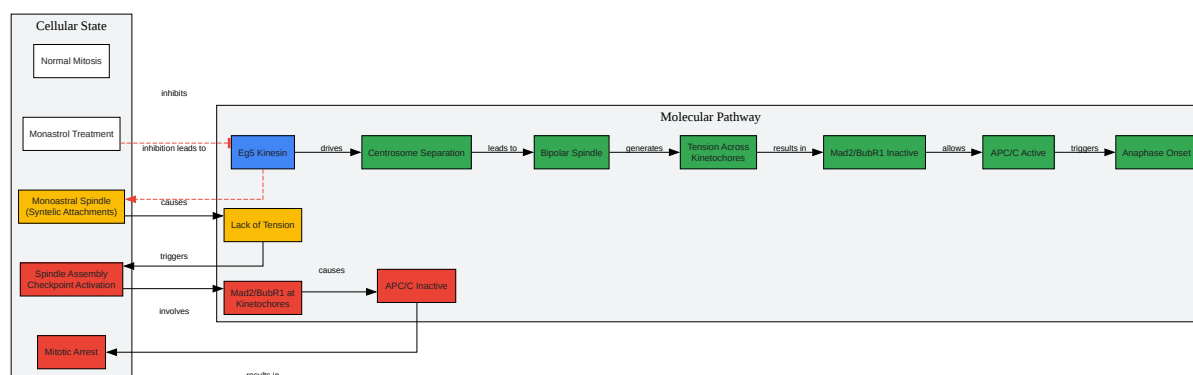 Cellular State
Normal Mitosis
inhibits
Molecular Pathway
Monastrol Treatment
inhibition leads to
Eg5 Kinesin
drives
Centrosome Separation
leads to
Bipolar Spindle
generates
Tension Across
Kinetochores
results in
Mad2/BubR1 Inactive
allows
APC/C Active
triggers
Anaphase Onset
Monoastral Spindle
(Syntelic Attachments)
causes
Lack of Tension
triggers
Spindle Assembly
Checkpoint Activation
Mad2/BubR1 at
Kinetochores
causes
APC/C Inactive
involves
Mitotic Arrest
results in